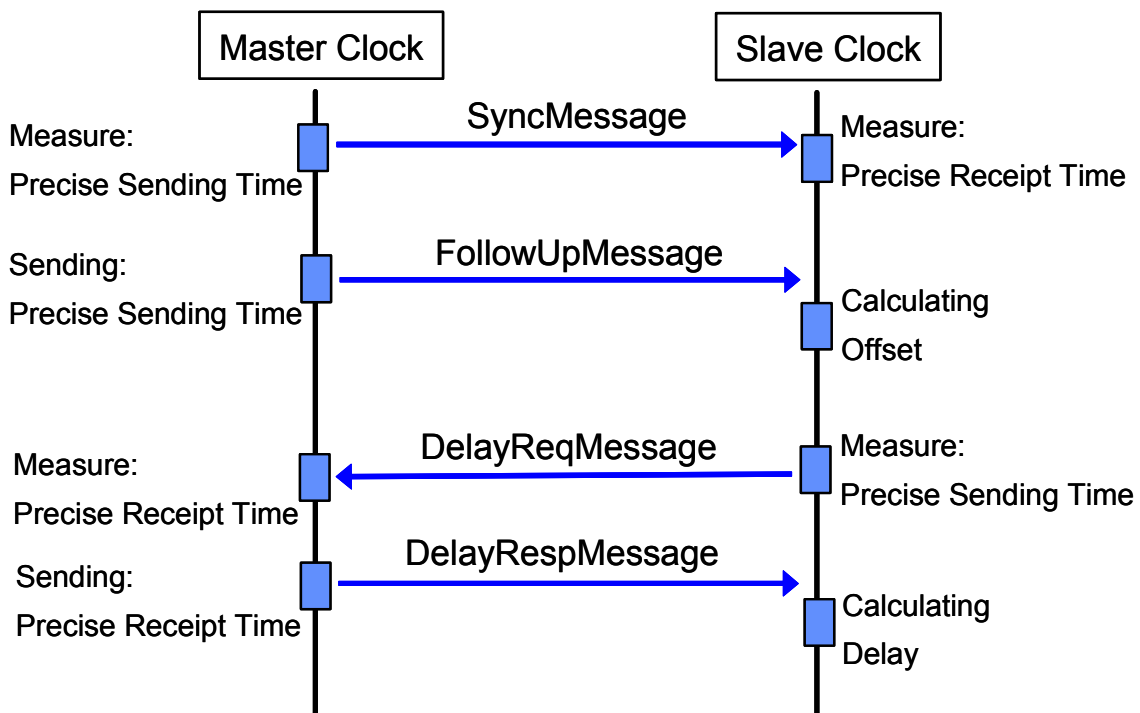 Master Clock
Slave Clock
SyncMessage
Measure:
Precise Sending Time
Measure:
Precise Receipt Time
FollowUpMessage
Sending:
Precise Sending Time
Calculating
Offset
DelayReqMessage
Measure:
Precise Receipt Time
Measure:
Precise Sending Time
DelayRespMessage
Sending:
Precise Receipt Time
Calculating
Delay